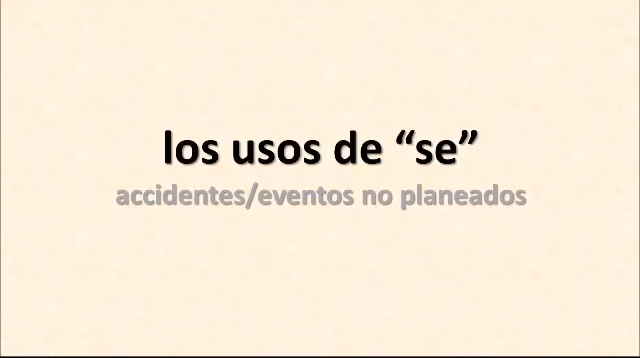 los usos de “se”
accidentes/eventos no planeados